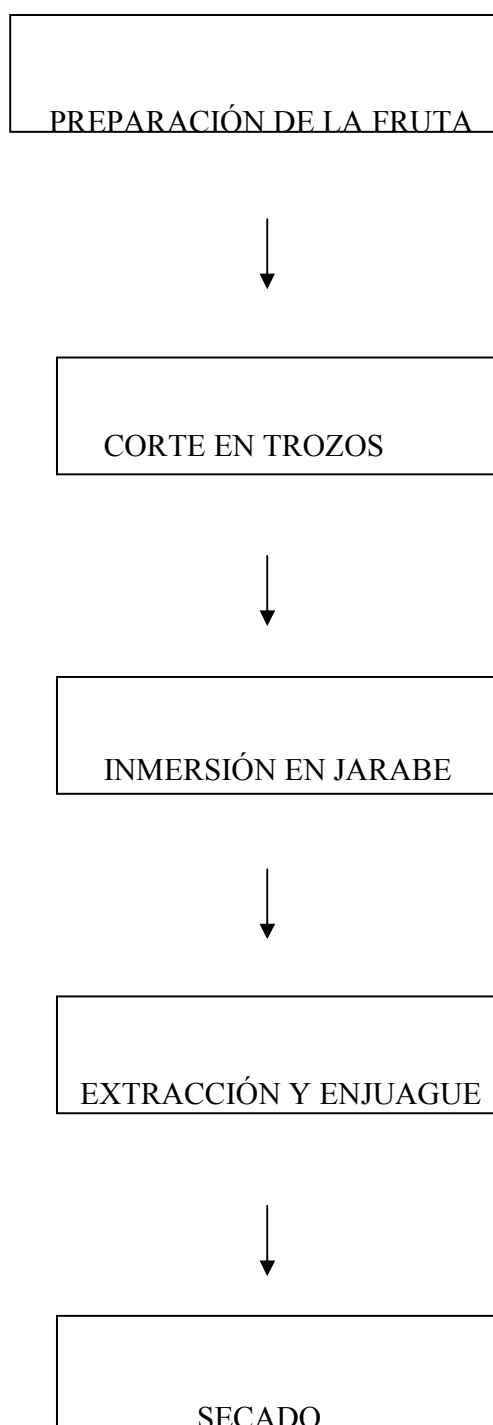 PREPARACIÓN DE LA FRUTA
CORTE EN TROZOS
INMERSIÓN EN JARABE
EXTRACCIÓN Y ENJUAGUE
SECADO